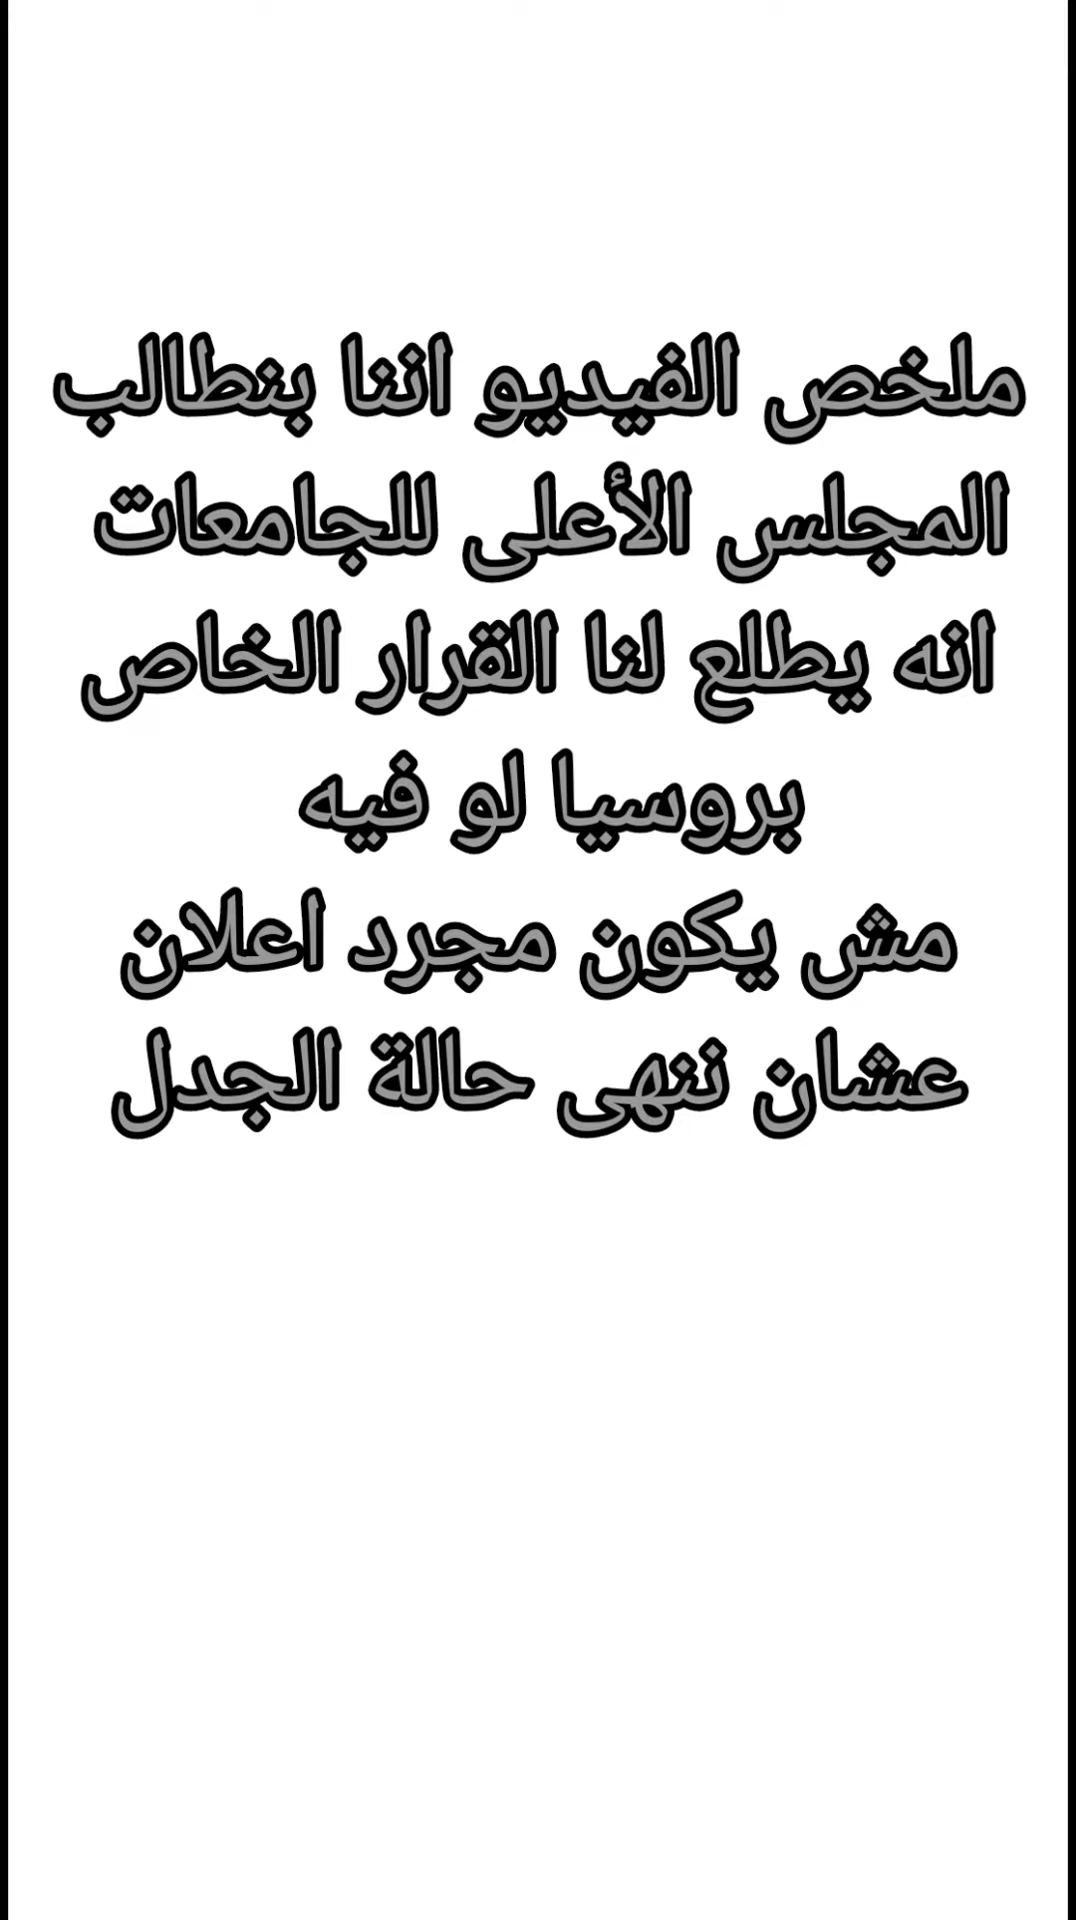 ملخص الفيديو اننا بنطالب
المجلس الأعلى للجامعات
انه يطلع لنا القرار الخاص
بروسيا لو فيه
مش يكون مجرد اعلان
عشان ننهى حالة الجدل